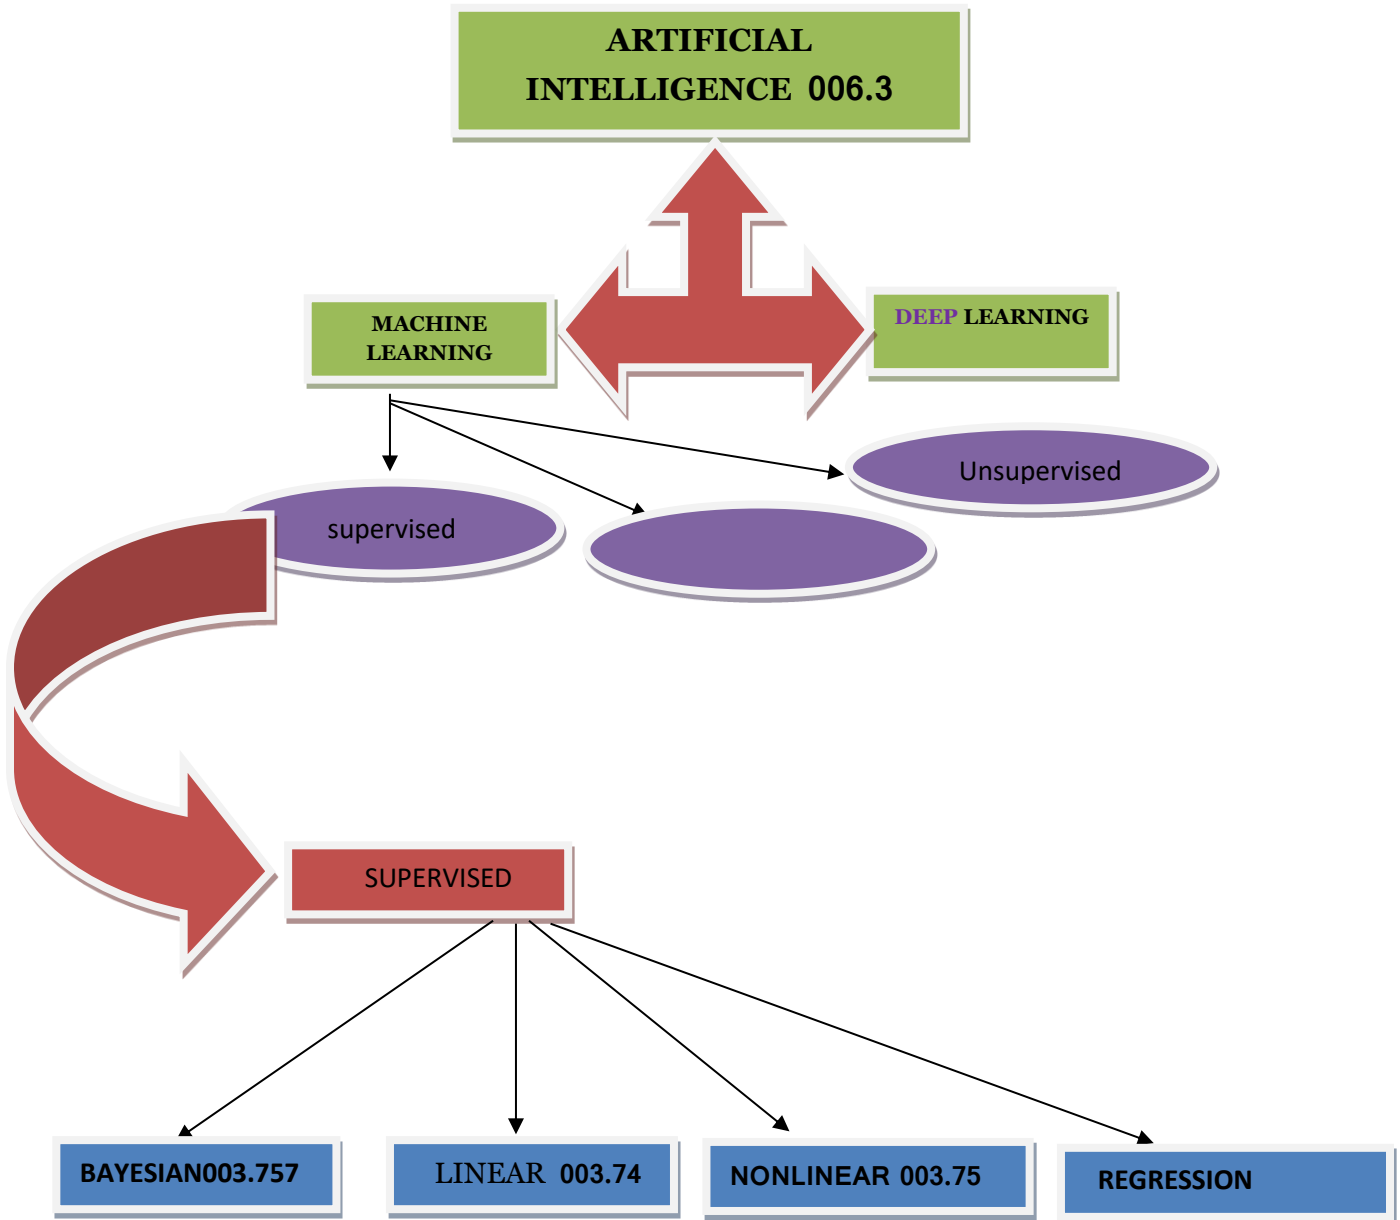 ARTIFICIAL
INTELLIGENCE 006.3
MACHINE
LEARNING
DEEP LEARNING
Unsupervised
supervised
SUPERVISED
BAYESIAN003.757
LINEAR 003.74
NONLINEAR 003.75
REGRESSION